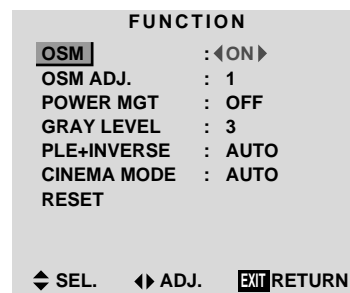 FUNCTION
OSM : ◀ON▶
OSM ADJ. : 1
POWER MGT : OFF
GRAY LEVEL : 3
PLE+INVERSE : AUTO
CINEMA MODE : AUTO
RESET
SEL. ADJ. EXIT RETURN